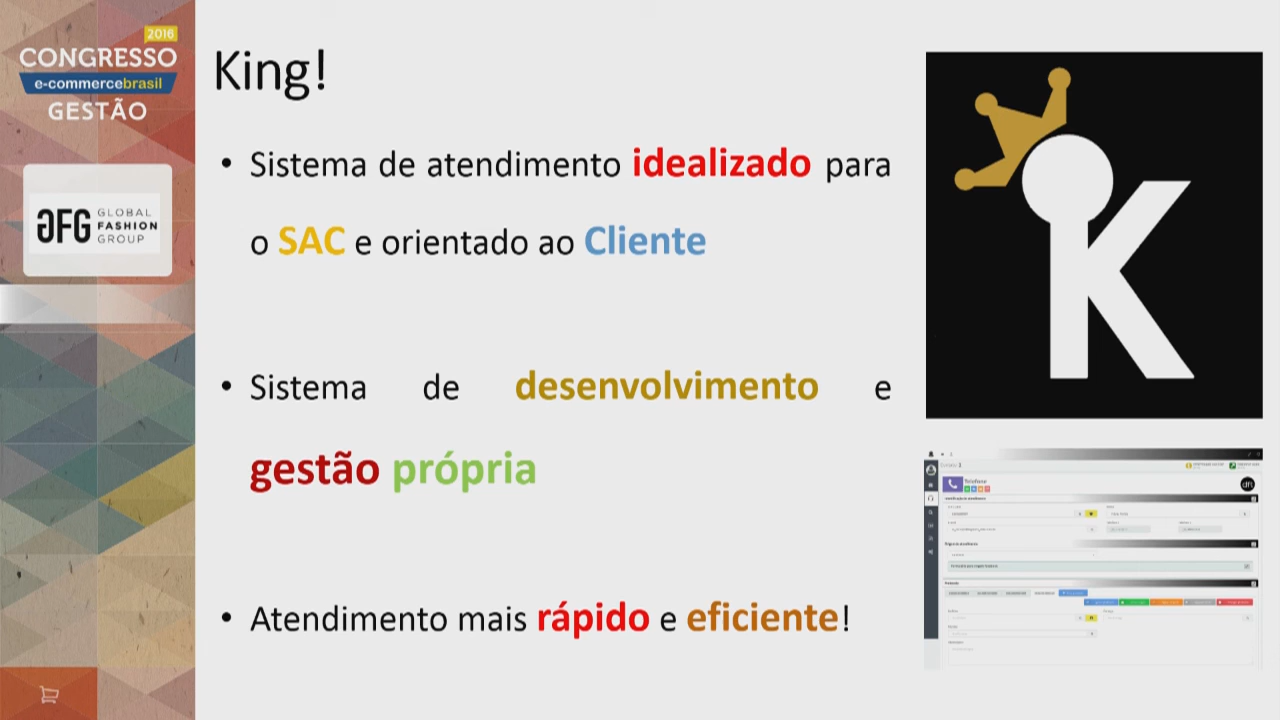 2016
CONGRESSO
e-commercebrasil
GESTÃO
GFG GLOBAL
FASHION
GROUP
King!
• Sistema de atendimento idealizado para
o SAC e orientado ao Cliente
• Sistema de desenvolvimento e
gestão própria
• Atendimento mais rápido e eficiente!
K
Telefone
dft